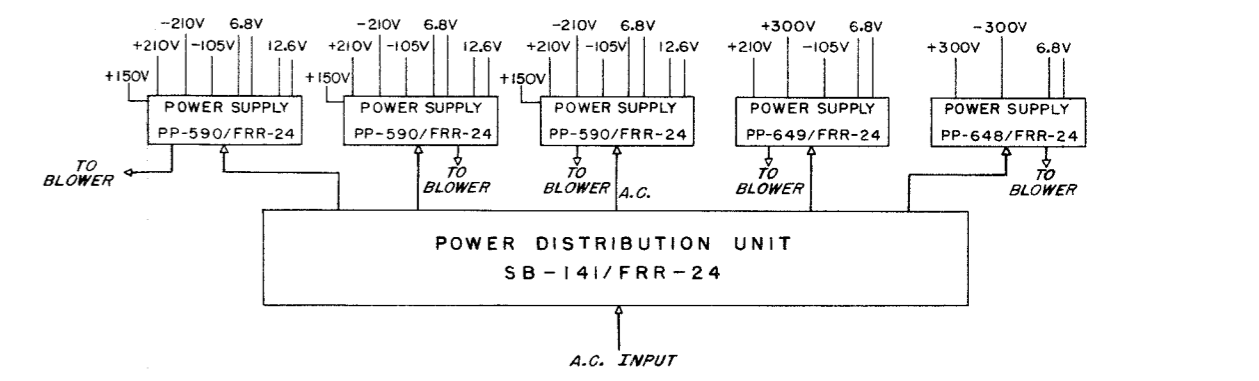 -210V 6.8V -210V 6.8V -210V 6.8V +300V 6.8V -300V
+210V -105V 12.6V +210V -105V 12.6V +210V -105V 12.6V +210V -105V +300V 6.8V
+150V +150V +150V
POWER SUPPLY POWER SUPPLY POWER SUPPLY POWER SUPPLY POWER SUPPLY
PP-590/FRR-24 PP-590/FRR-24 PP-590/FRR-24 PP-649/FRR-24 PP-648/FRR-24
TO BLOWER
TO BLOWER
TO BLOWER
A.C.
TO BLOWER
TO BLOWER
POWER DISTRIBUTION UNIT
SB-141/FRR-24
A.C. INPUT